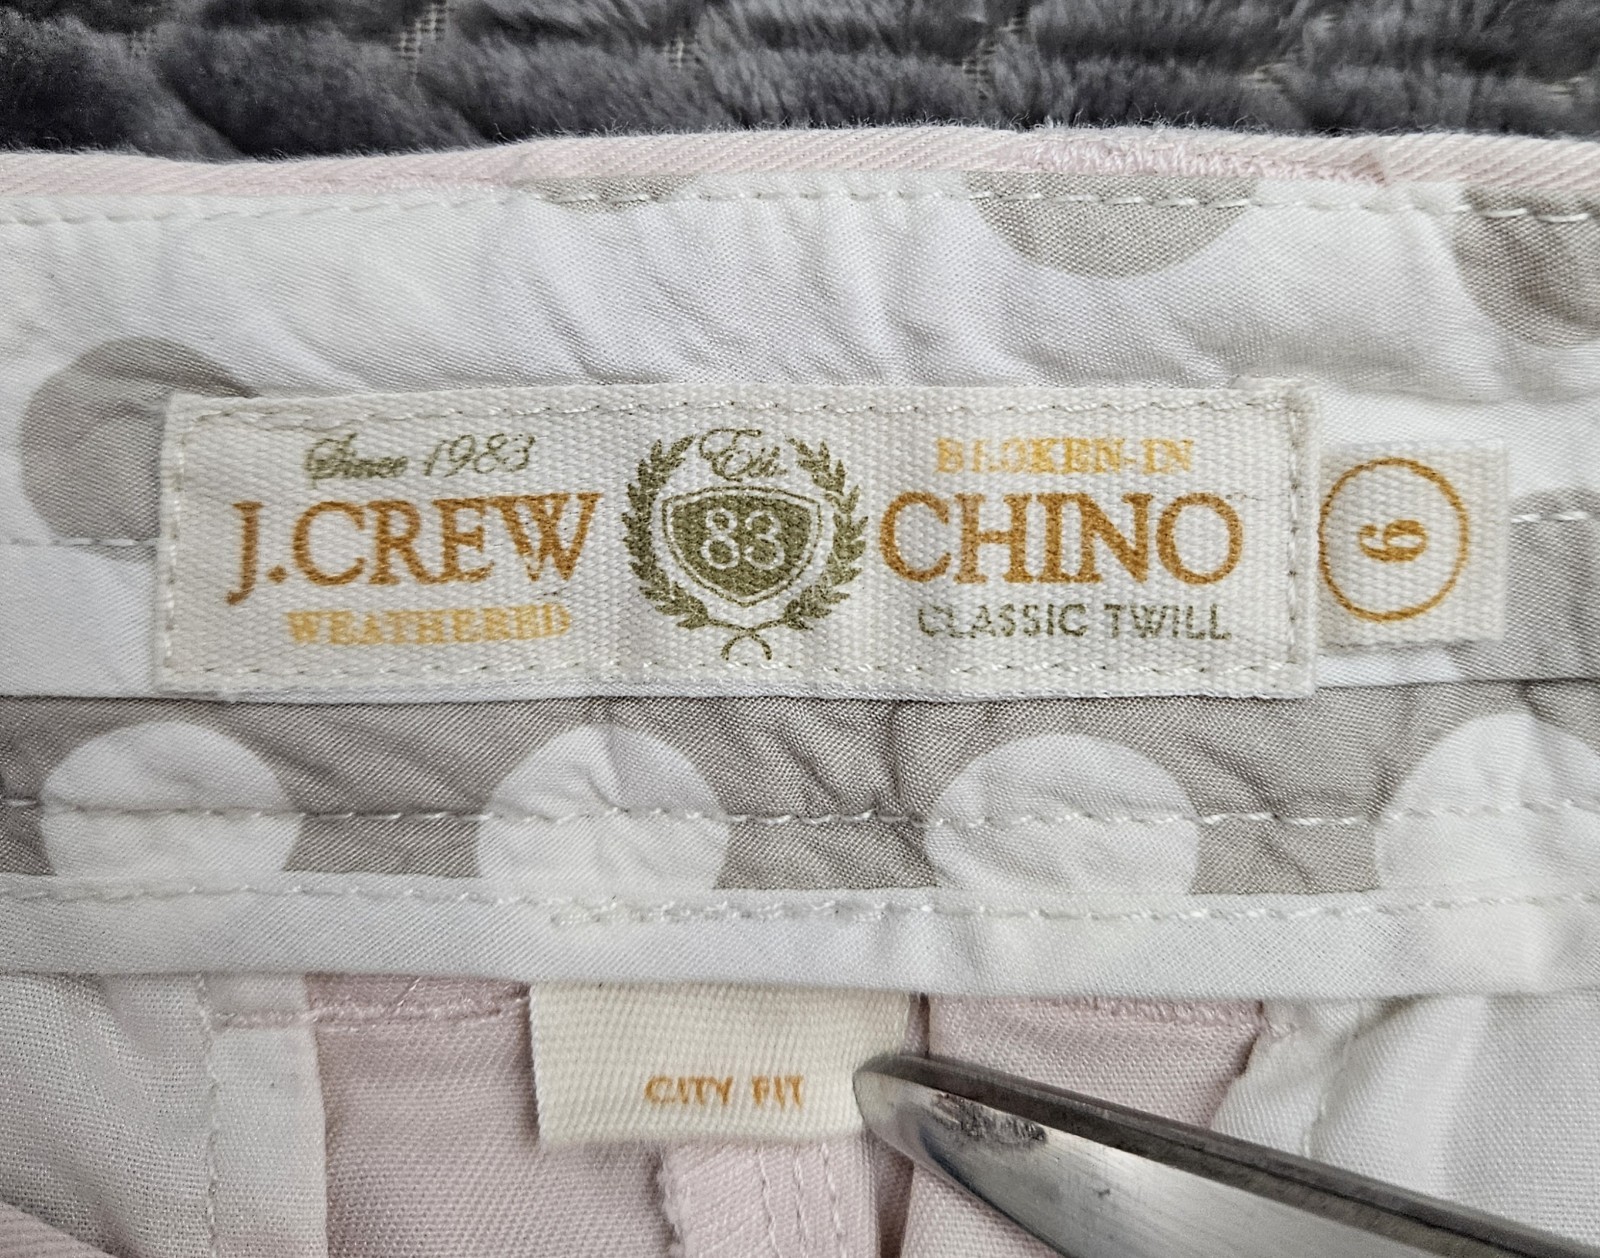 Since 1983
J.CREW
WEATHERED
Est.
83
BROKEN-IN
CHINO
CLASSIC TWILL
6
CITY FIT